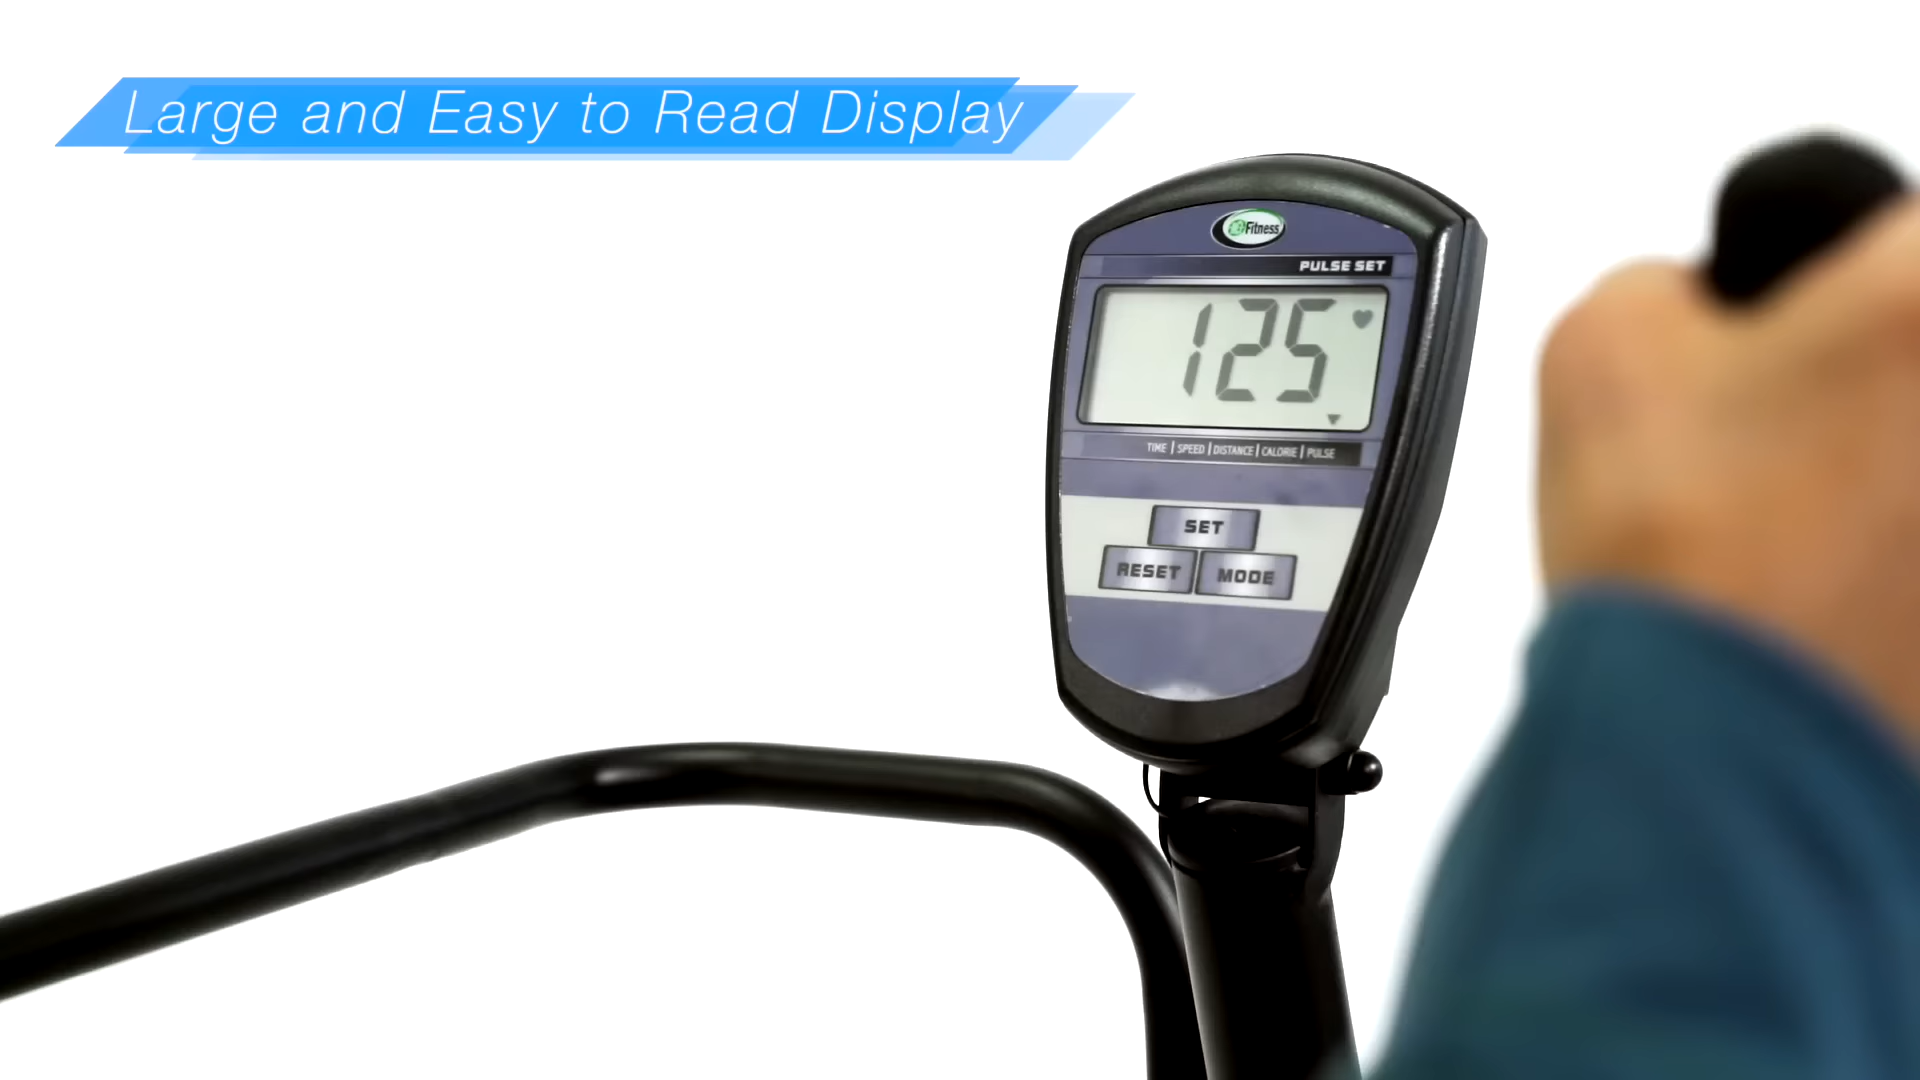 Large and Easy to Read Display
Fitness
PULSE SET
125
TIME | SPEED | DISTANCE | CALORIE | PULSE
SET
RESET MODE